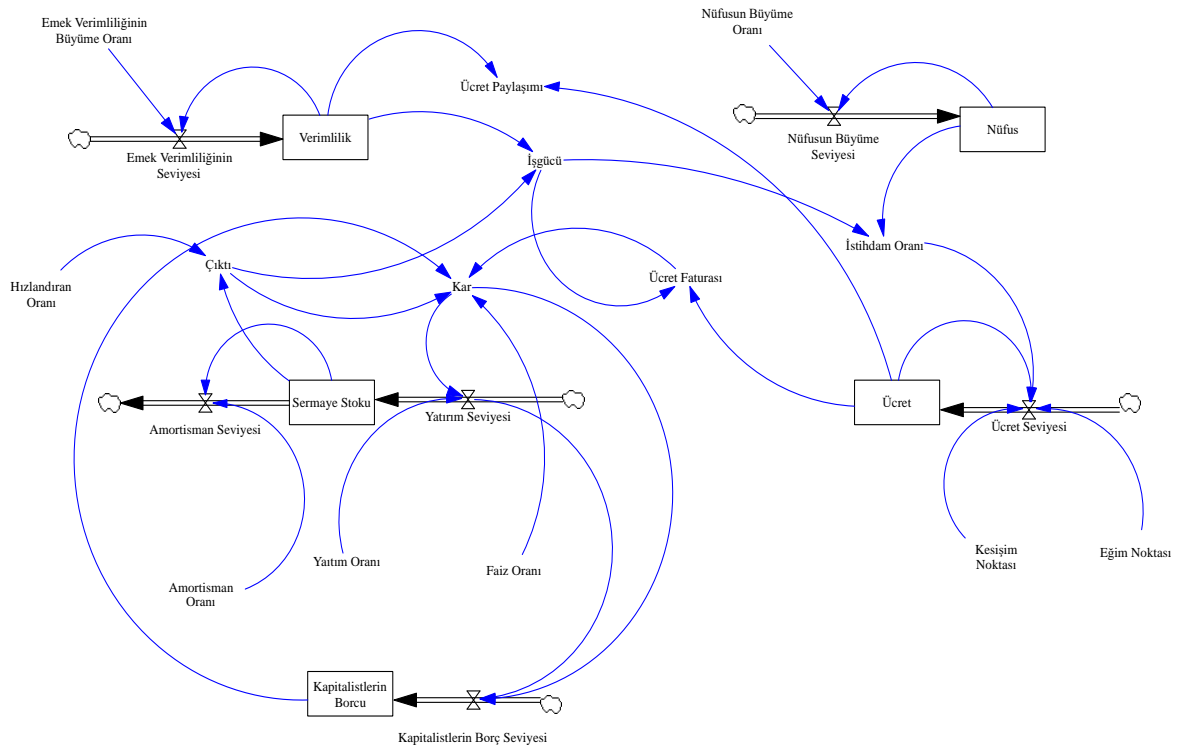 Emek Verimliliğinin
Büyüme Oranı
Nüfusun Büyüme
Oranı
Ücret Paylaşımı
Verimlilik
Nüfus
Emek Verimliliğinin
Seviyesi
Nüfusun Büyüme
Seviyesi
İşgücü
İstihdam Oranı
Çıktı
Hızlandıran
Oranı
Kar
Ücret Faturası
Sermaye Stoku
Ücret
Amortisman Seviyesi
Yatırım Seviyesi
Ücret Seviyesi
Kesişim
Noktası
Eğim Noktası
Yaıtım Oranı
Faiz Oranı
Amortisman
Oranı
Kapitalistlerin
Borcu
Kapitalistlerin Borç Seviyesi